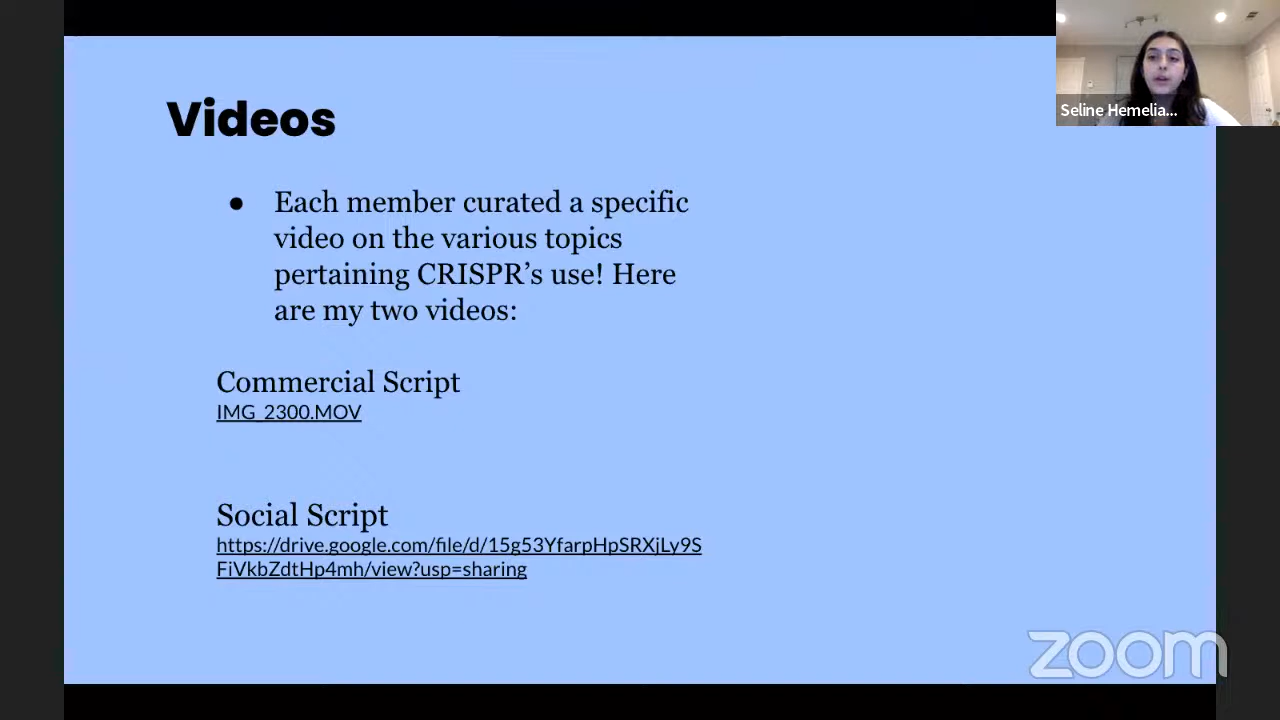 Videos
Seline Hemelia...
● Each member curated a specific
video on the various topics
pertaining CRISPR’s use! Here
are my two videos:
Commercial Script
IMG_2300.MOV
Social Script
https://drive.google.com/file/d/15g53YfarpHpSRXjLy9S
FiVkbZdtHp4mh/view?usp=sharing
zoom